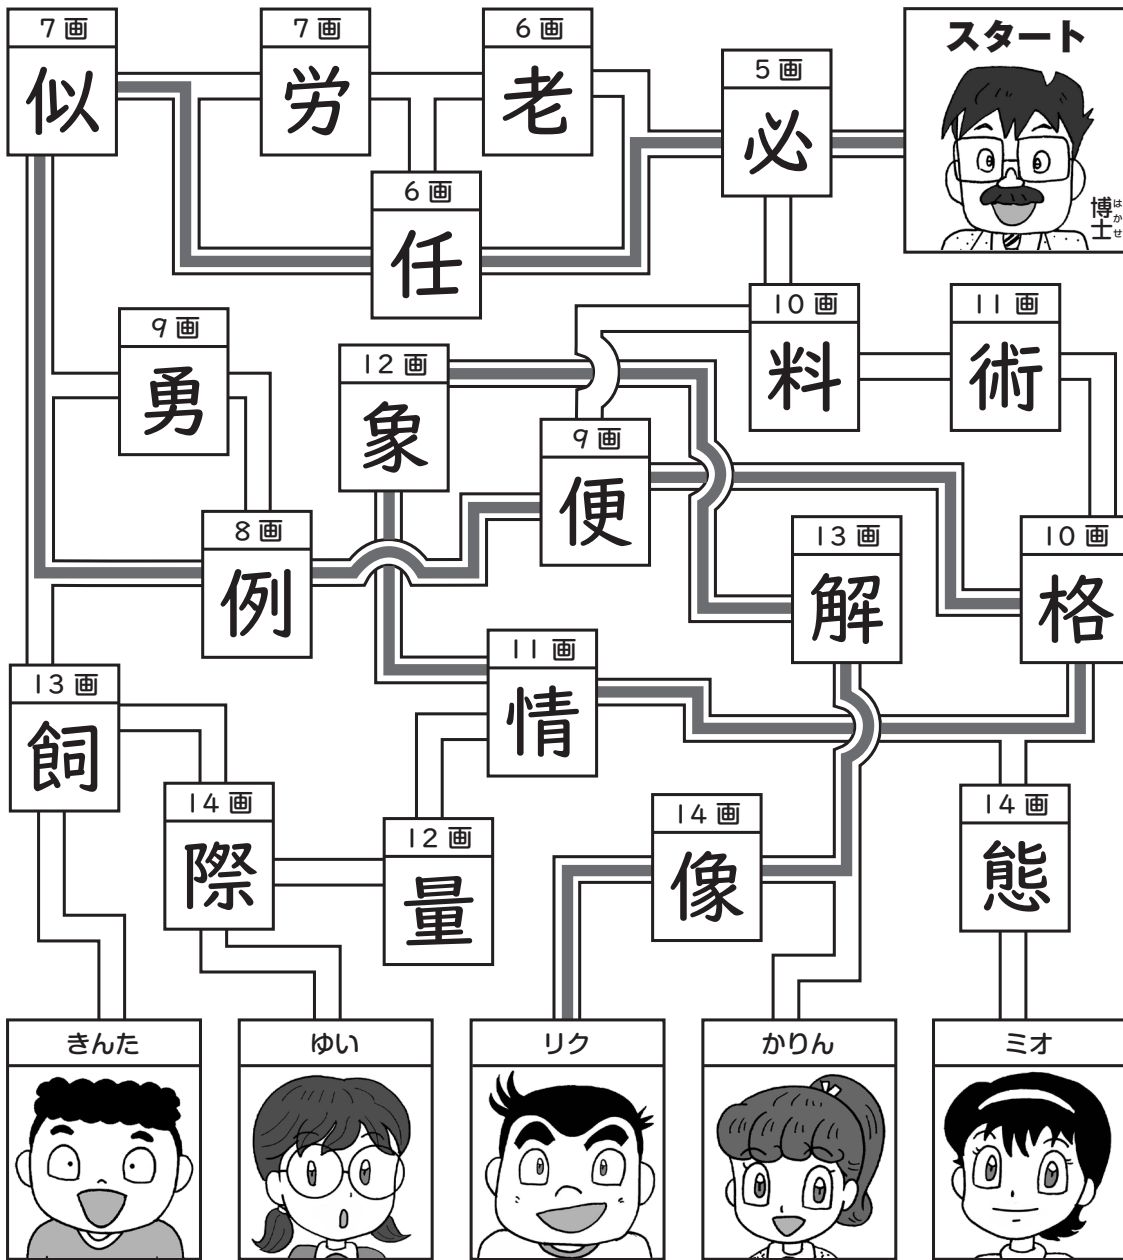 スタート
博士
はかせ
7画
似
7画
労
6画
老
5画
必
6画
任
9画
勇
12画
象
10画
料
11画
術
9画
便
8画
例
13画
解
10画
格
11画
情
13画
飼
14画
際
12画
量
14画
像
14画
態
きんた
ゆい
リク
かりん
ミオ